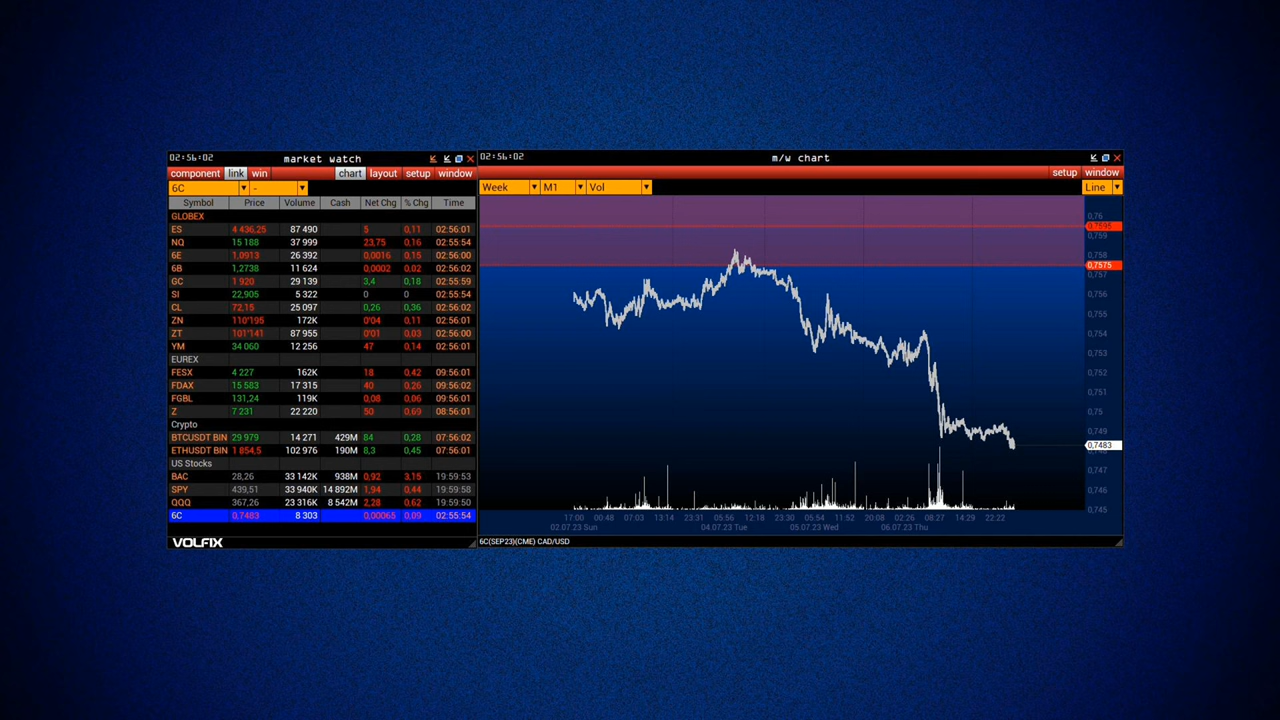 02:56:02 market watch
component link win chart layout setup window
6C -
Symbol Price Volume Cash Net Chg % Chg Time
GLOBEX
ES 4 436,25 87 490 5 0,11 02:56:01
NQ 15 188 37 999 23,75 0,16 02:55:54
6E 1,0913 26 392 0,0016 0,15 02:56:00
6B 1,2738 11 624 0,0002 0,02 02:56:02
GC 1 920 29 139 3,4 0,18 02:55:59
SI 22,905 5 322 0 0 02:55:54
CL 72,15 25 097 0,26 0,36 02:56:02
ZN 110'195 172K 0'04 0,11 02:56:01
ZT 101'141 87 955 0'01 0,03 02:56:00
YM 34 060 12 256 47 0,14 02:56:01
EUREX
FESX 4 227 162K 18 0,42 09:56:01
FDAX 15 583 17 315 40 0,26 09:56:02
FGBL 131,24 119K 0,08 0,06 09:56:01
Z 7 231 22 220 50 0,69 08:56:01
Crypto
BTCUSDT BIN 29 979 14 271 429M 84 0,28 07:56:02
ETHUSDT BIN 1 854,5 102 976 190M 8,3 0,45 07:56:01
US Stocks
BAC 28,26 33 142K 938M 0,92 3,15 19:59:53
SPY 439,51 33 940K 14 892M 1,94 0,44 19:59:58
QQQ 367,26 23 316K 8 542M 2,28 0,62 19:59:50
6C 0,7483 8 303 0,00065 0,09 02:55:54
VOLFIX
02:56:02 m/w chart
setup window
Week M1 Vol Line
0,76
0,7595
0,759
0,758
0,7575
0,757
0,756
0,755
0,754
0,753
0,752
0,751
0,75
0,749
0,7483
0,747
0,746
0,745
17:00 00:48 07:03 13:14 23:31 05:56 12:18 23:30 05:54 11:52 20:08 02:26 08:27 14:29 22:22
02.07.23 Sun 04.07.23 Tue 05.07.23 Wed 06.07.23 Thu
6C(SEP23)(CME) CAD/USD